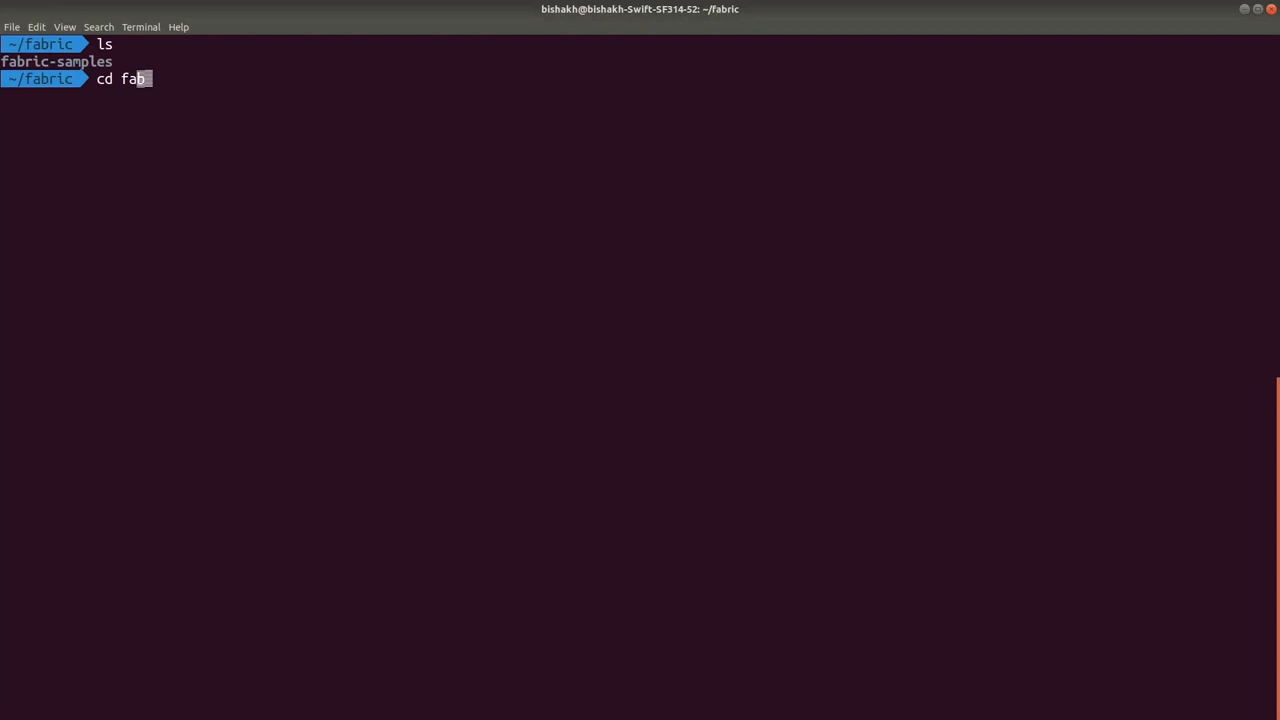 bishakh@bishakh-Swift-SF314-52: ~/fabric
File Edit View Search Terminal Help
~/fabric ls
fabric-samples
~/fabric cd fab